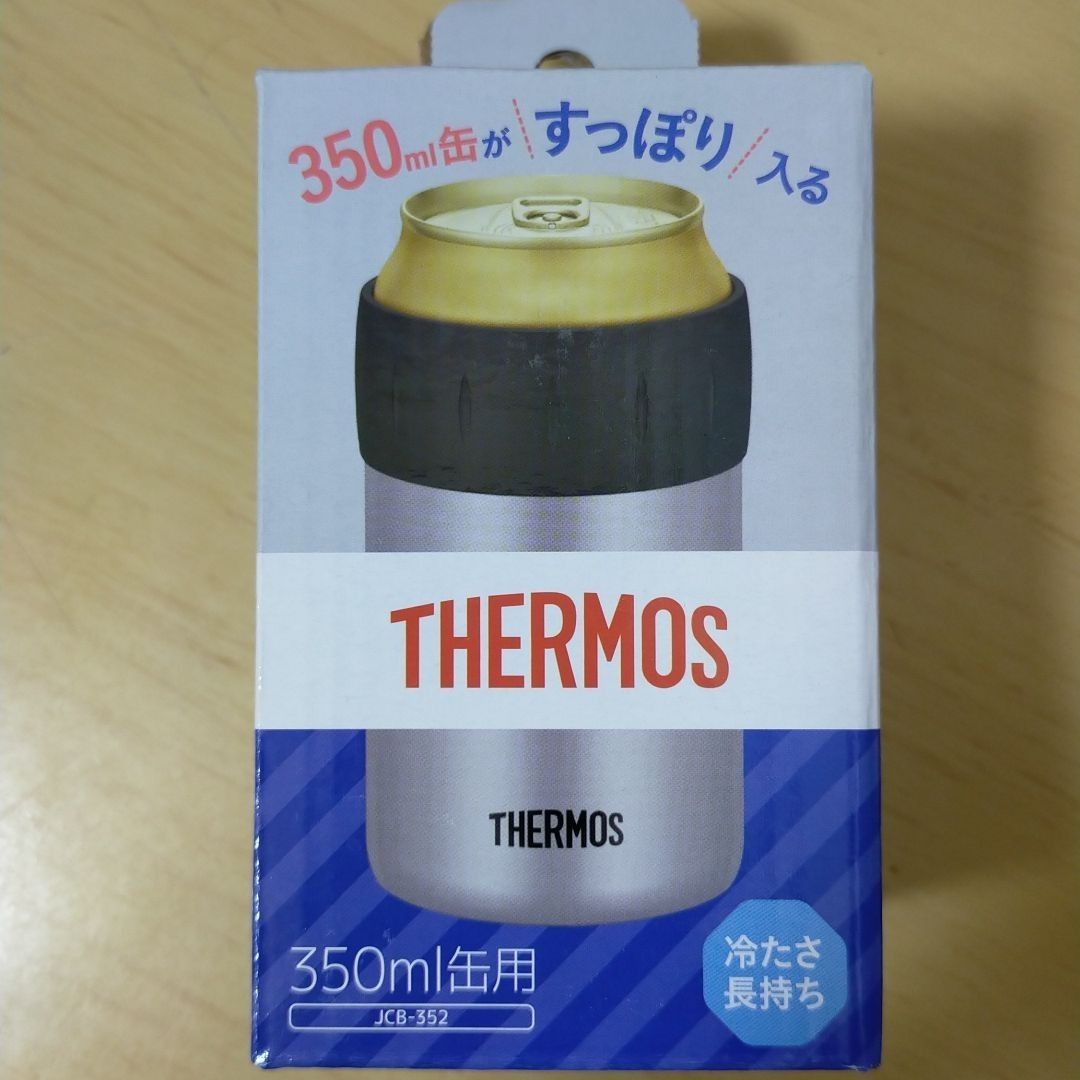 350ml缶がすっぽり入る
THERMOS
THERMOS
350ml缶用
JCB-352
冷たさ
長持ち